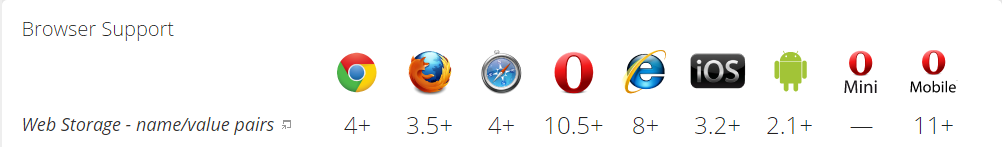 Browser Support
iOS
Mini
Mobile
Web Storage - name/value pairs 4+ 3.5+ 4+ 10.5+ 8+ 3.2+ 2.1+ — 11+